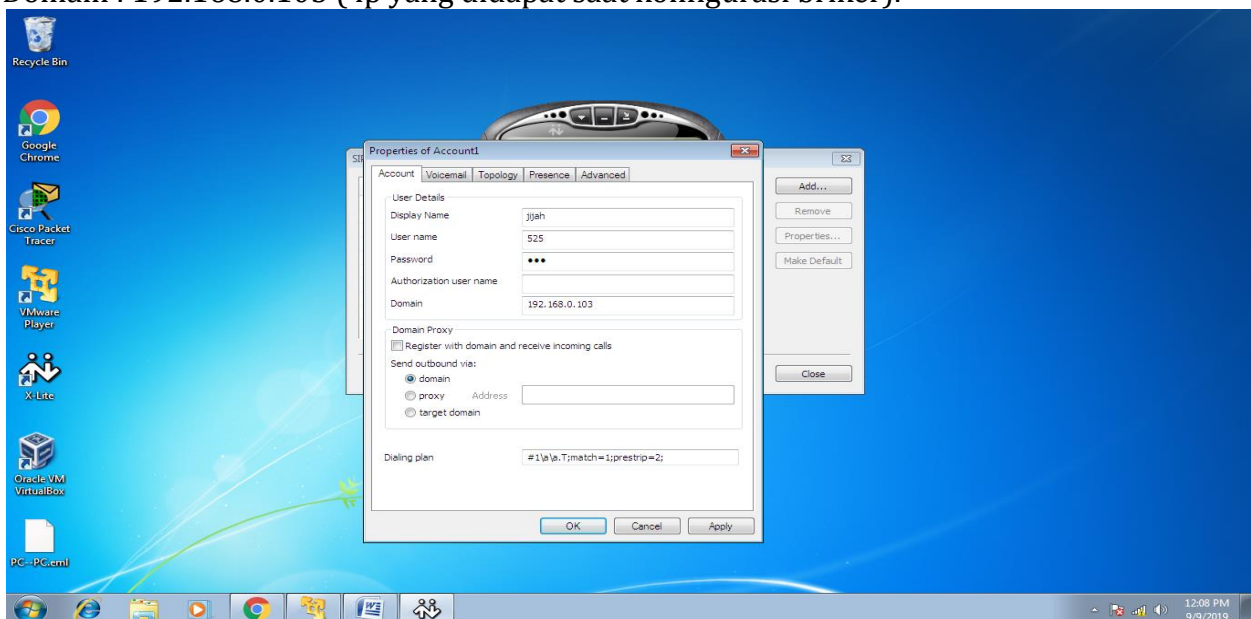 Domain : 192.168.0.103 ( ip yang didapat saat konfigurasi briker).
Recycle Bin
Google
Chrome
Cisco Packet
Tracer
VMware
Player
X-Lite
Oracle VM
VirtualBox
PC--PC.eml
Properties of Account1
Account Voicemail Topology Presence Advanced
User Details
Display Name jijah
User name 525
Password •••
Authorization user name
Domain 192.168.0.103
Domain Proxy
Register with domain and receive incoming calls
Send outbound via:
domain
proxy Address
target domain
Dialing plan #1\a\a.T;match=1;prestrip=2;
OK Cancel Apply
Add...
Remove
Properties...
Make Default
Close
12:08 PM
9/9/2019